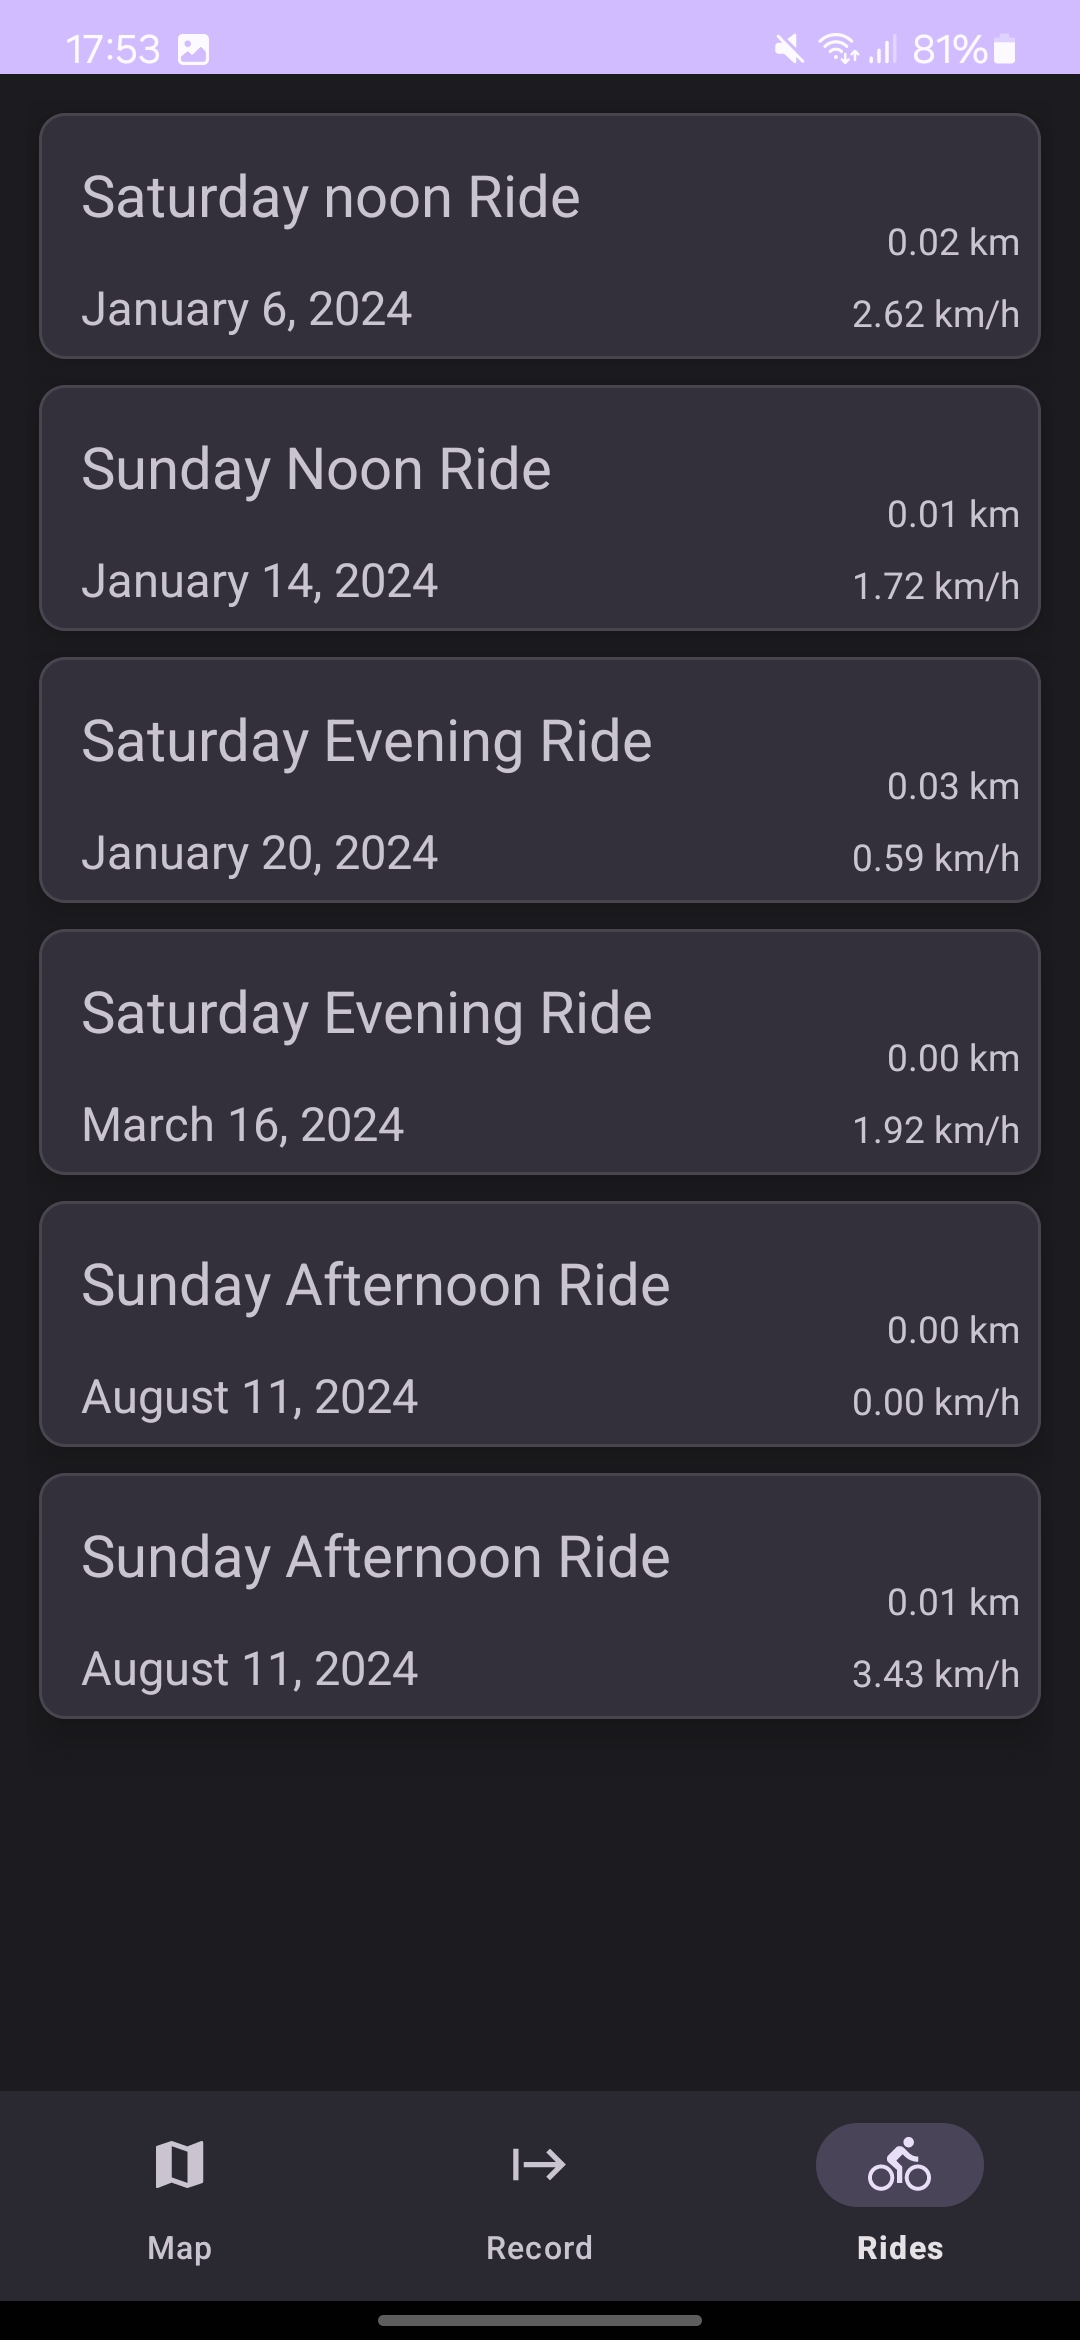 17:53 81%
Saturday noon Ride
0.02 km
January 6, 2024
2.62 km/h
Sunday Noon Ride
0.01 km
January 14, 2024
1.72 km/h
Saturday Evening Ride
0.03 km
January 20, 2024
0.59 km/h
Saturday Evening Ride
0.00 km
March 16, 2024
1.92 km/h
Sunday Afternoon Ride
0.00 km
August 11, 2024
0.00 km/h
Sunday Afternoon Ride
0.01 km
August 11, 2024
3.43 km/h
Map Record Rides